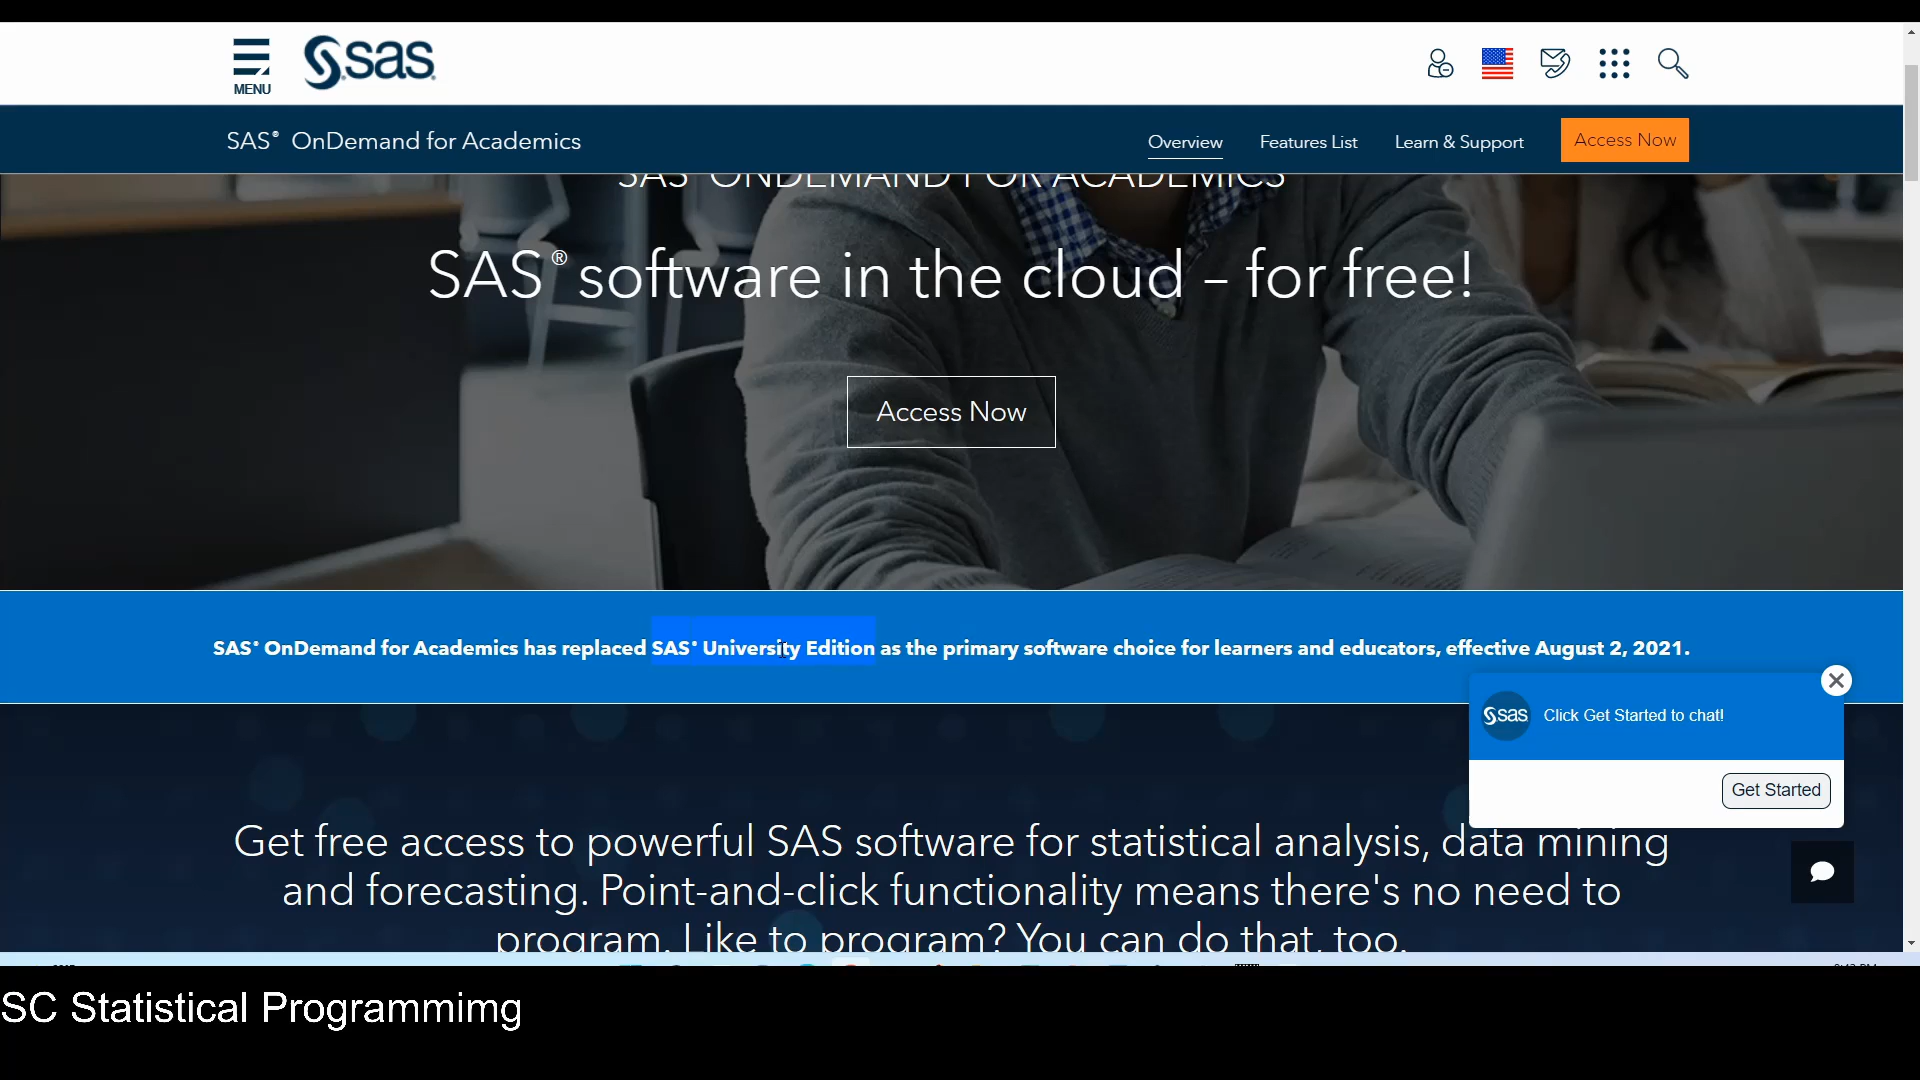 MENU
sas
SAS® OnDemand for Academics
Overview
Features List
Learn & Support
Access Now
SAS® ONDEMAND FOR ACADEMICS
SAS® software in the cloud – for free!
Access Now
SAS® OnDemand for Academics has replaced SAS® University Edition as the primary software choice for learners and educators, effective August 2, 2021.
sas
Click Get Started to chat!
Get Started
Get free access to powerful SAS software for statistical analysis, data mining
and forecasting. Point-and-click functionality means there's no need to
program. Like to program? You can do that, too.
SC Statistical Programmimg